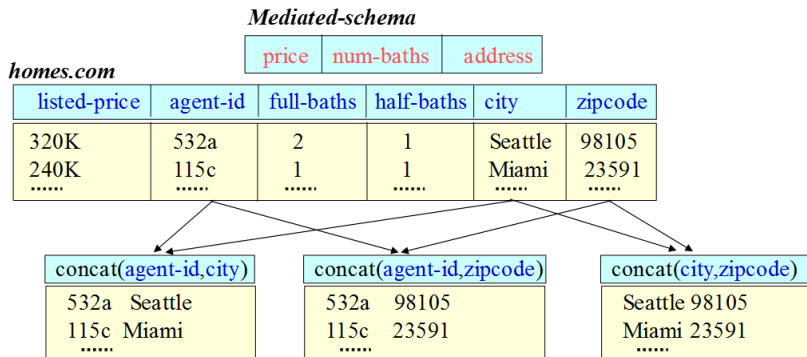 Mediated-schema
price num-baths address
homes.com
listed-price agent-id full-baths half-baths city zipcode
320K 532a 2 1 Seattle 98105
240K 115c 1 1 Miami 23591
...... ...... ...... ...... ...... ......
concat(agent-id,city) concat(agent-id,zipcode) concat(city,zipcode)
532a Seattle 532a 98105 Seattle 98105
115c Miami 115c 23591 Miami 23591
...... ...... ......